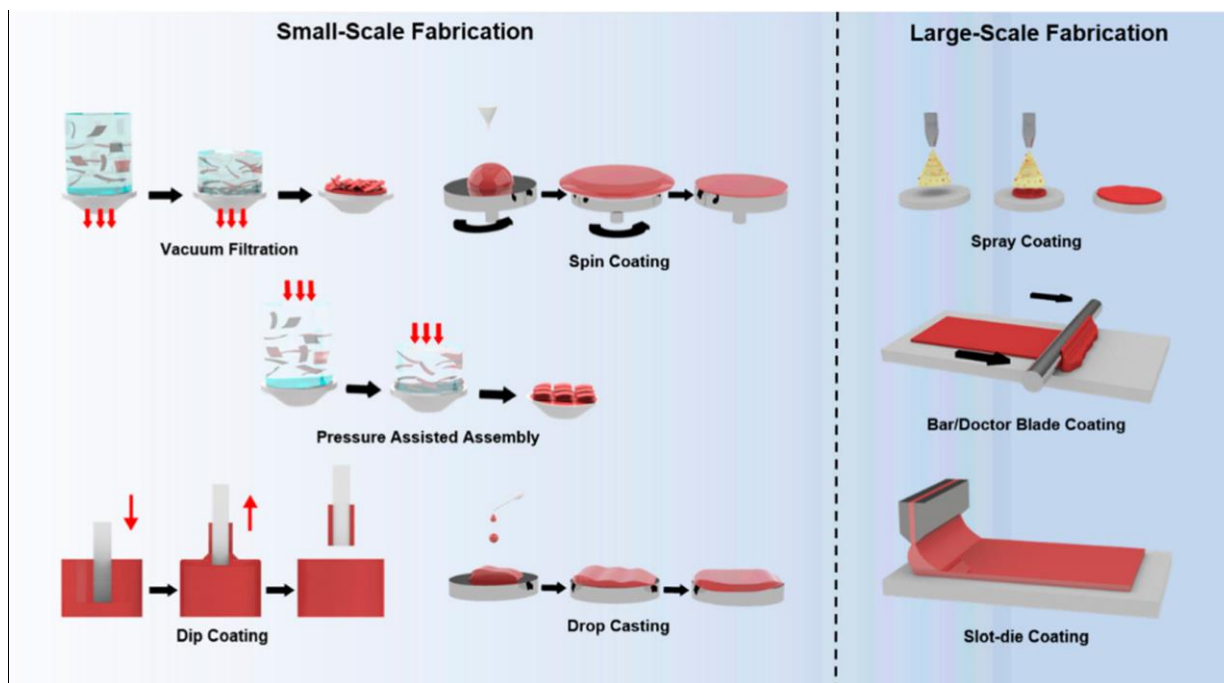 Small-Scale Fabrication
Large-Scale Fabrication
Vacuum Filtration
Spin Coating
Spray Coating
Pressure Assisted Assembly
Bar/Doctor Blade Coating
Dip Coating
Drop Casting
Slot-die Coating